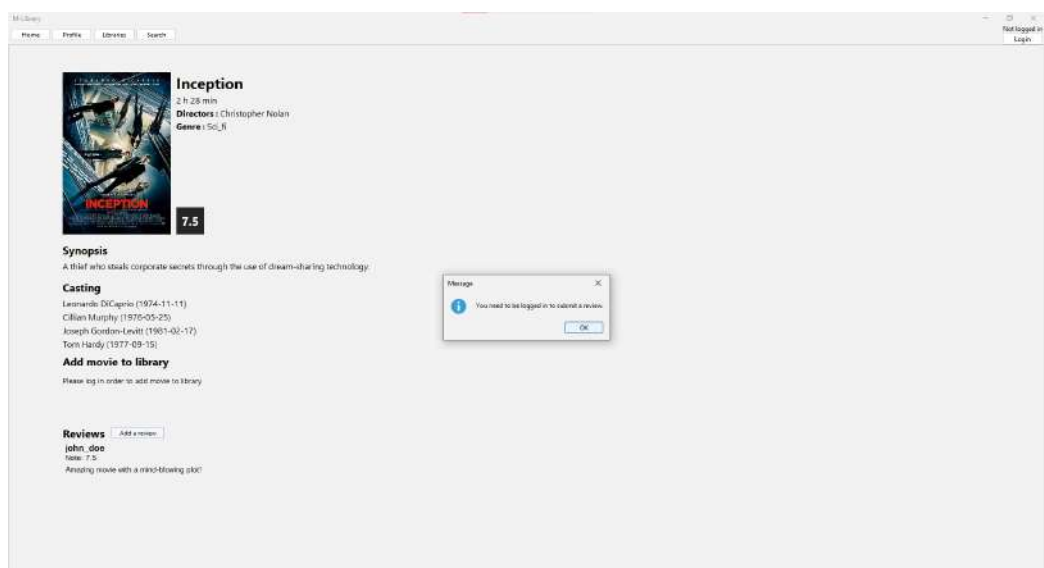 M-Library
Home Profile Libraries Search
Not logged in
Login
Inception
2 h 28 min
Directors : Christopher Nolan
Genre : Sci_fi
INCEPTION
7.5
Synopsis
A thief who steals corporate secrets through the use of dream-sharing technology.
Casting
Leonardo DiCaprio (1974-11-11)
Cillian Murphy (1976-05-25)
Joseph Gordon-Levitt (1981-02-17)
Tom Hardy (1977-09-15)
Add movie to library
Please log in order to add movie to library
Message
You need to be logged in to submit a review.
OK
Reviews Add a review
john_doe
Note: 7.5
Amazing movie with a mind-blowing plot!